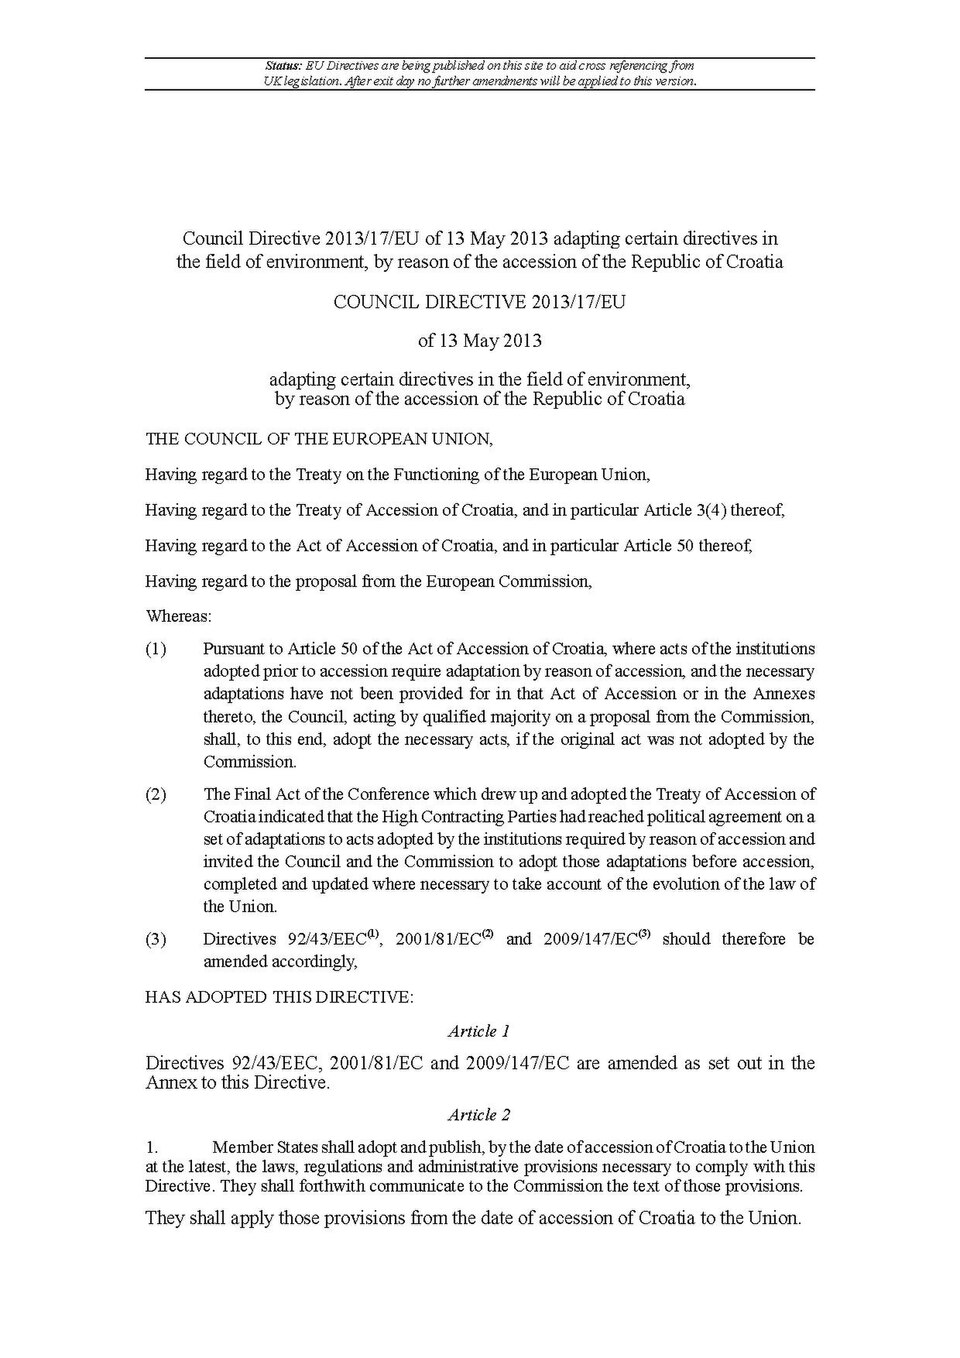 Status: EU Directives are being published on this site to aid cross referencing from
UK legislation. After exit day no further amendments will be applied to this version.
Council Directive 2013/17/EU of 13 May 2013 adapting certain directives in
the field of environment, by reason of the accession of the Republic of Croatia
COUNCIL DIRECTIVE 2013/17/EU
of 13 May 2013
adapting certain directives in the field of environment,
by reason of the accession of the Republic of Croatia
THE COUNCIL OF THE EUROPEAN UNION,
Having regard to the Treaty on the Functioning of the European Union,
Having regard to the Treaty of Accession of Croatia, and in particular Article 3(4) thereof,
Having regard to the Act of Accession of Croatia, and in particular Article 50 thereof,
Having regard to the proposal from the European Commission,
Whereas:
(1) Pursuant to Article 50 of the Act of Accession of Croatia, where acts of the institutions
adopted prior to accession require adaptation by reason of accession, and the necessary
adaptations have not been provided for in that Act of Accession or in the Annexes
thereto, the Council, acting by qualified majority on a proposal from the Commission,
shall, to this end, adopt the necessary acts, if the original act was not adopted by the
Commission.
(2) The Final Act of the Conference which drew up and adopted the Treaty of Accession of
Croatia indicated that the High Contracting Parties had reached political agreement on a
set of adaptations to acts adopted by the institutions required by reason of accession and
invited the Council and the Commission to adopt those adaptations before accession,
completed and updated where necessary to take account of the evolution of the law of
the Union.
(3) Directives 92/43/EEC(1), 2001/81/EC(2) and 2009/147/EC(3) should therefore be
amended accordingly,
HAS ADOPTED THIS DIRECTIVE:
Article 1
Directives 92/43/EEC, 2001/81/EC and 2009/147/EC are amended as set out in the
Annex to this Directive.
Article 2
1. Member States shall adopt and publish, by the date of accession of Croatia to the Union
at the latest, the laws, regulations and administrative provisions necessary to comply with this
Directive. They shall forthwith communicate to the Commission the text of those provisions.
They shall apply those provisions from the date of accession of Croatia to the Union.